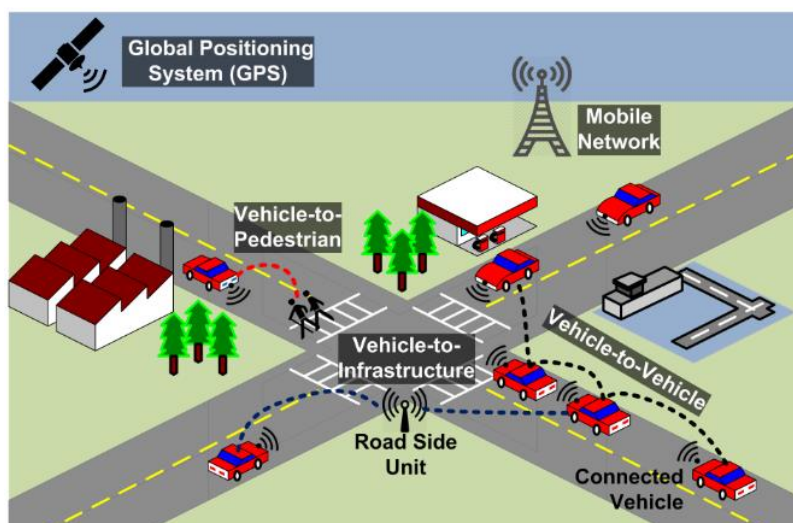 Global Positioning
System (GPS)
Mobile
Network
Vehicle-to-
Pedestrian
Vehicle-to-Vehicle
Vehicle-to-
Infrastructure
Road Side
Unit
Connected
Vehicle